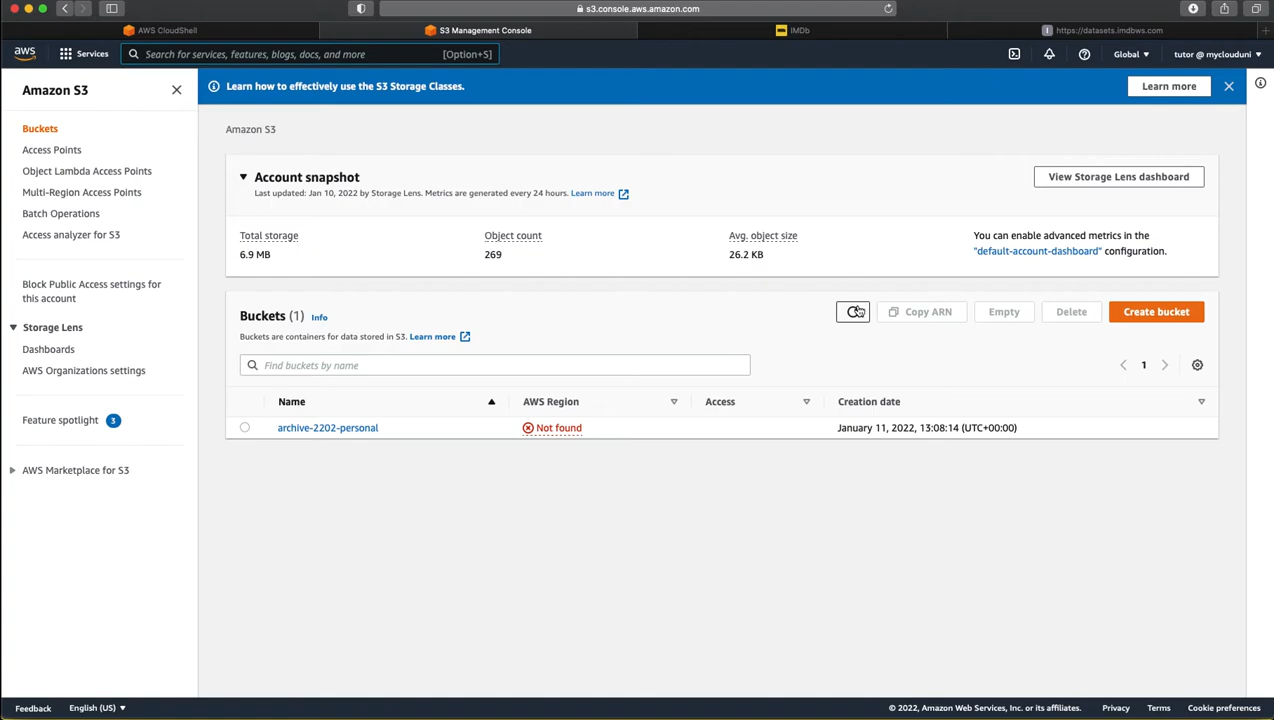 s3.console.aws.amazon.com
AWS CloudShell
S3 Management Console
IMDb
https://datasets.imdbws.com
aws
Services
Search for services, features, blogs, docs, and more
[Option+S]
Global
tutor @ myclouduni
Amazon S3
Buckets
Access Points
Object Lambda Access Points
Multi-Region Access Points
Batch Operations
Access analyzer for S3
Block Public Access settings for
this account
Storage Lens
Dashboards
AWS Organizations settings
Feature spotlight 3
AWS Marketplace for S3
Learn how to effectively use the S3 Storage Classes.
Learn more
Amazon S3
Account snapshot
Last updated: Jan 10, 2022 by Storage Lens. Metrics are generated every 24 hours. Learn more
View Storage Lens dashboard
Total storage
6.9 MB
Object count
269
Avg. object size
26.2 KB
You can enable advanced metrics in the
"default-account-dashboard" configuration.
Buckets (1) Info
Buckets are containers for data stored in S3. Learn more
Copy ARN
Empty
Delete
Create bucket
Find buckets by name
1
Name
AWS Region
Access
Creation date
archive-2202-personal
Not found
January 11, 2022, 13:08:14 (UTC+00:00)
Feedback
English (US)
© 2022, Amazon Web Services, Inc. or its affiliates.
Privacy
Terms
Cookie preferences